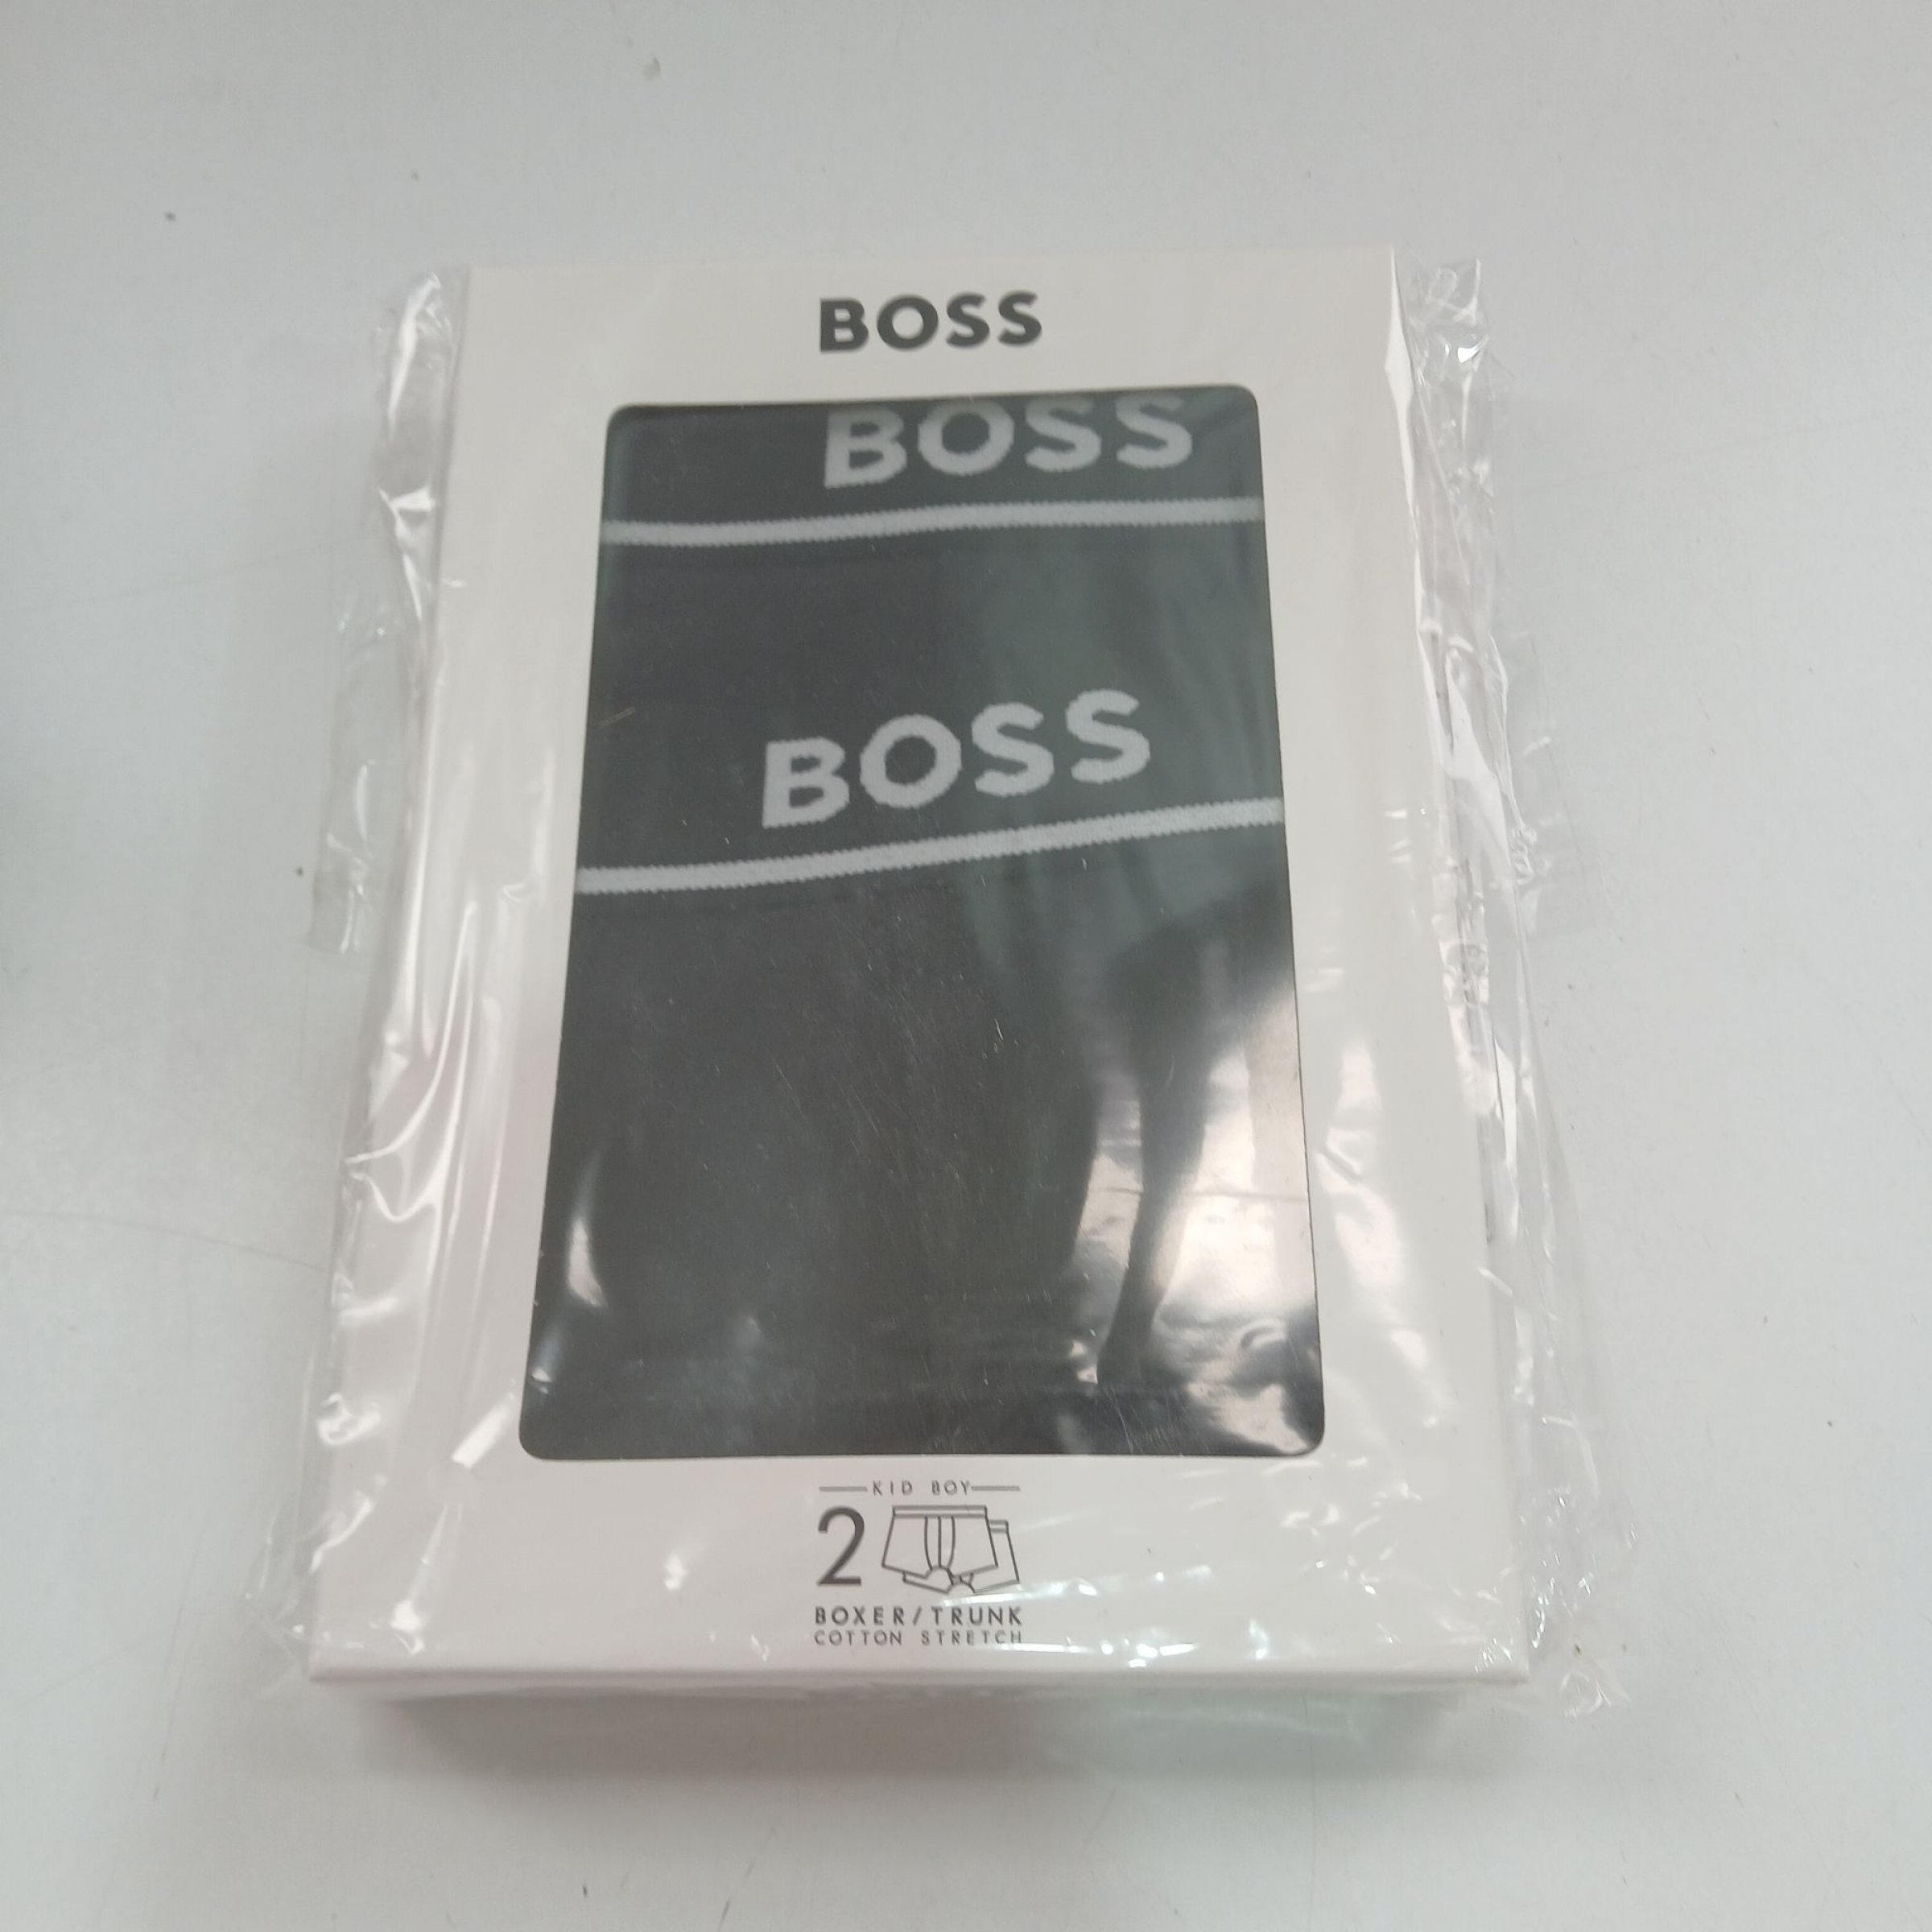 BOSS
BOSS
BOSS
KID BOY
2
BOXER/TRUNK
COTTON STRETCH